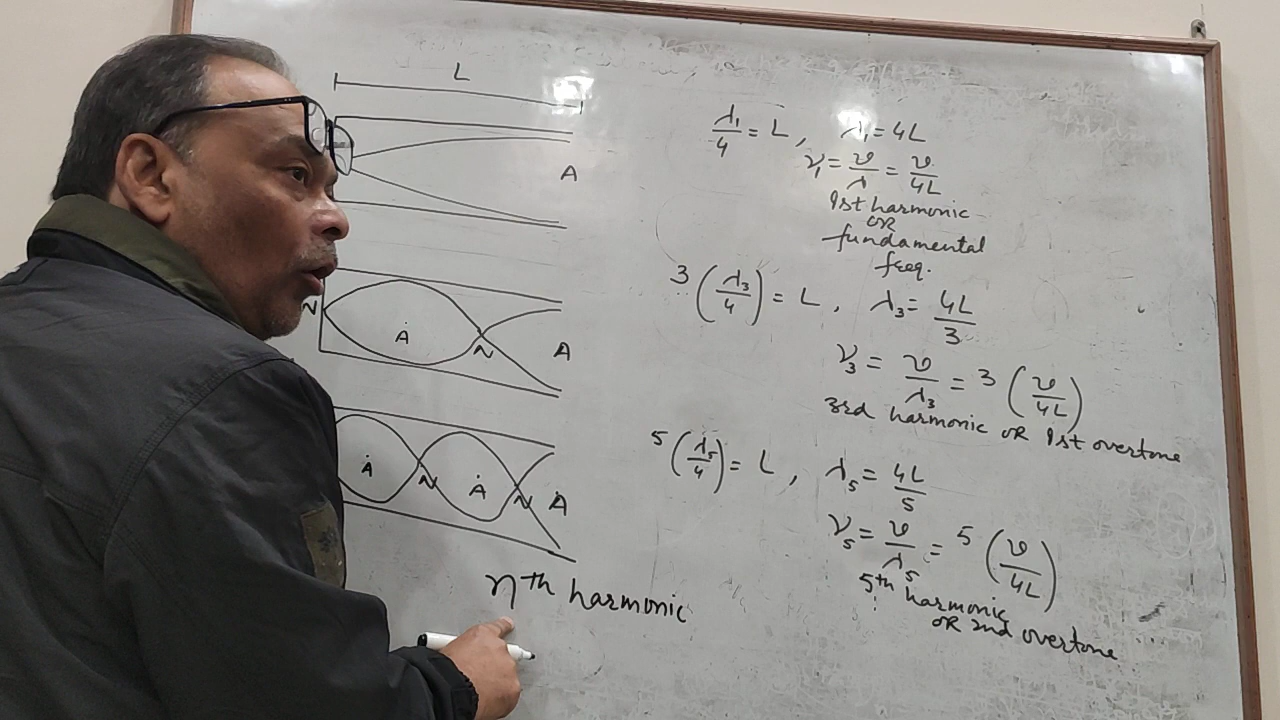 L
A
N
A
N
A
A
N
A
N
A
λ₁/4 = L, λ₁ = 4L
ν₁ = v/λ = v/4L
1st harmonic
OR
fundamental
freq.
3 (λ₃/4) = L, λ₃ = 4L/3
ν₃ = v/λ₃ = 3 (v/4L)
3rd harmonic OR 1st overtone
5 (λ₅/4) = L, λ₅ = 4L/5
ν₅ = v/λ₅ = 5 (v/4L)
5th harmonic
OR 2nd overtone
ηth harmonic